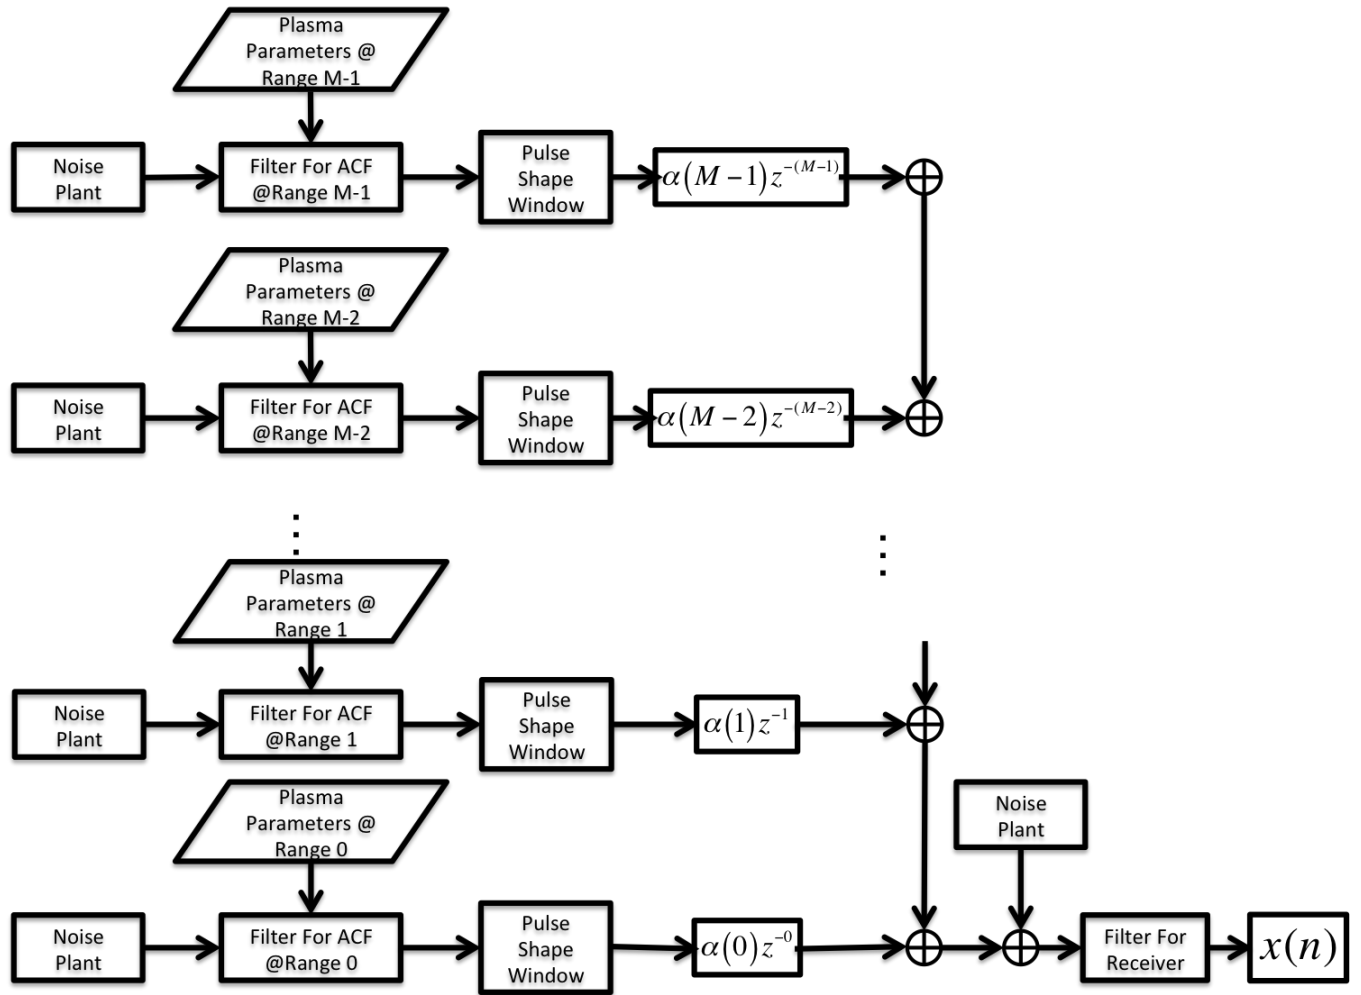 Plasma
Parameters @
Range M-1
Noise
Plant
Filter For ACF
@Range M-1
Pulse
Shape
Window
α(M − 1)z^{-(M-1)}
Plasma
Parameters @
Range M-2
Noise
Plant
Filter For ACF
@Range M-2
Pulse
Shape
Window
α(M − 2)z^{-(M-2)}
Plasma
Parameters @
Range 1
Noise
Plant
Filter For ACF
@Range 1
Pulse
Shape
Window
α(1)z^{-1}
Plasma
Parameters @
Range 0
Noise
Plant
Filter For ACF
@Range 0
Pulse
Shape
Window
α(0)z^{-0}
Noise
Plant
Filter For
Receiver
x(n)